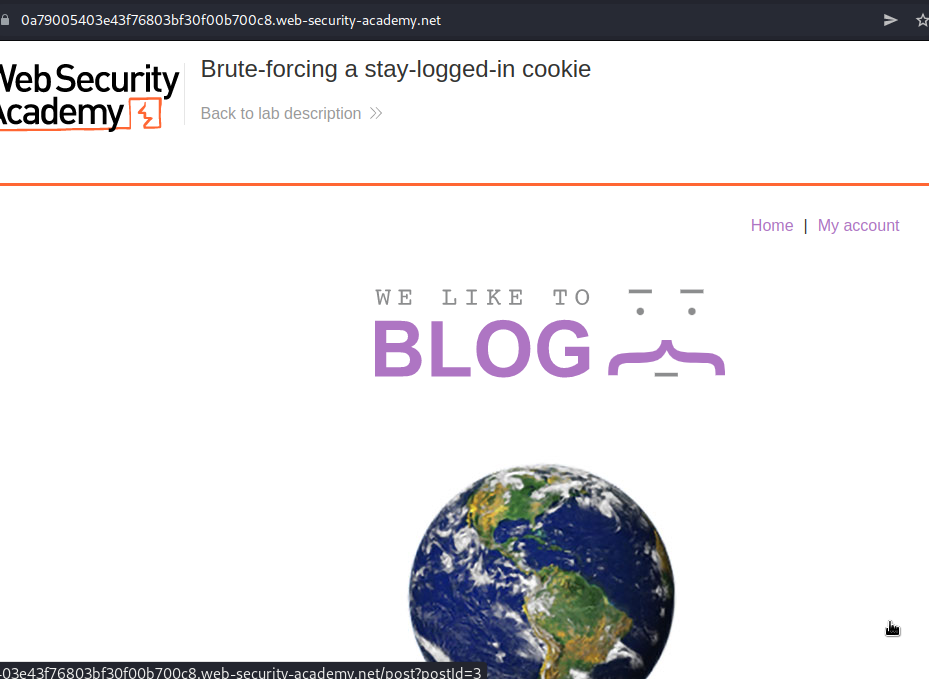 0a79005403e43f76803bf30f00b700c8.web-security-academy.net
Web Security
Academy
Brute-forcing a stay-logged-in cookie
Back to lab description
Home | My account
WE LIKE TO
BLOG
03e43f76803bf30f00b700c8.web-security-academy.net/post?postId=3